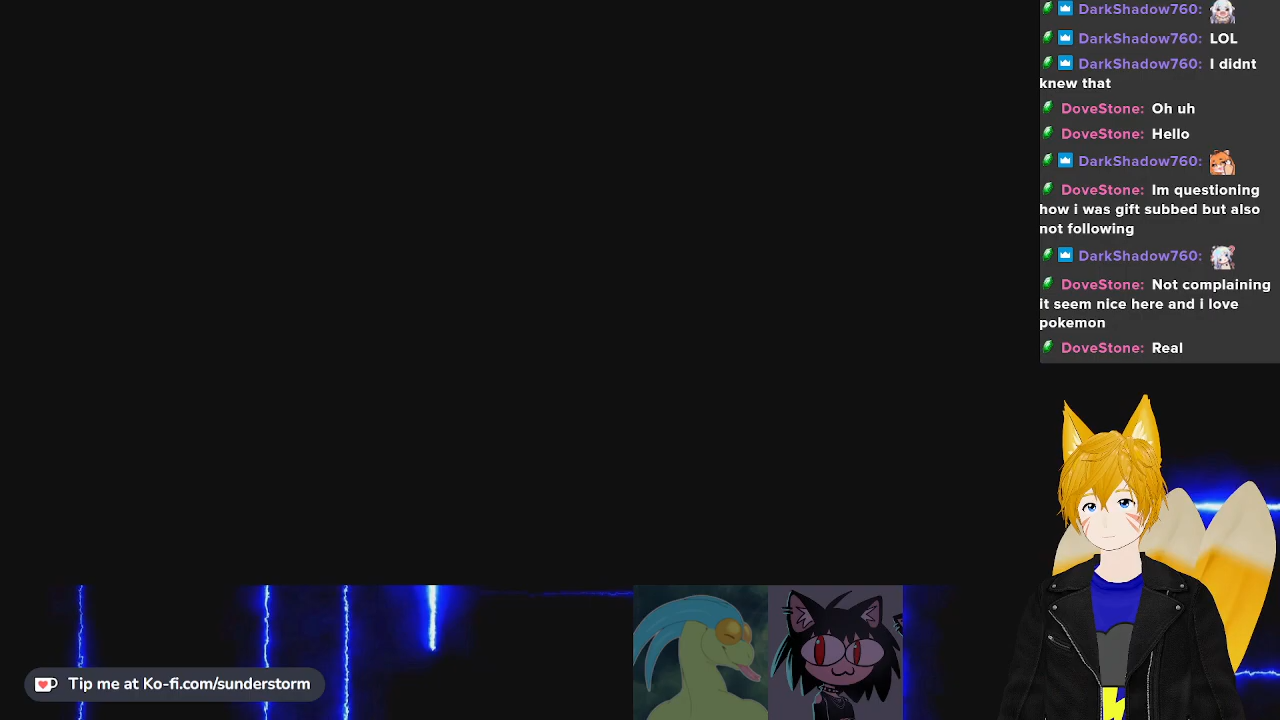 DarkShadow760:
DarkShadow760: LOL
DarkShadow760: I didnt
knew that
DoveStone: Oh uh
DoveStone: Hello
DarkShadow760:
DoveStone: Im questioning
how i was gift subbed but also
not following
DarkShadow760:
DoveStone: Not complaining
it seem nice here and i love
pokemon
DoveStone: Real
Tip me at Ko-fi.com/sunderstorm